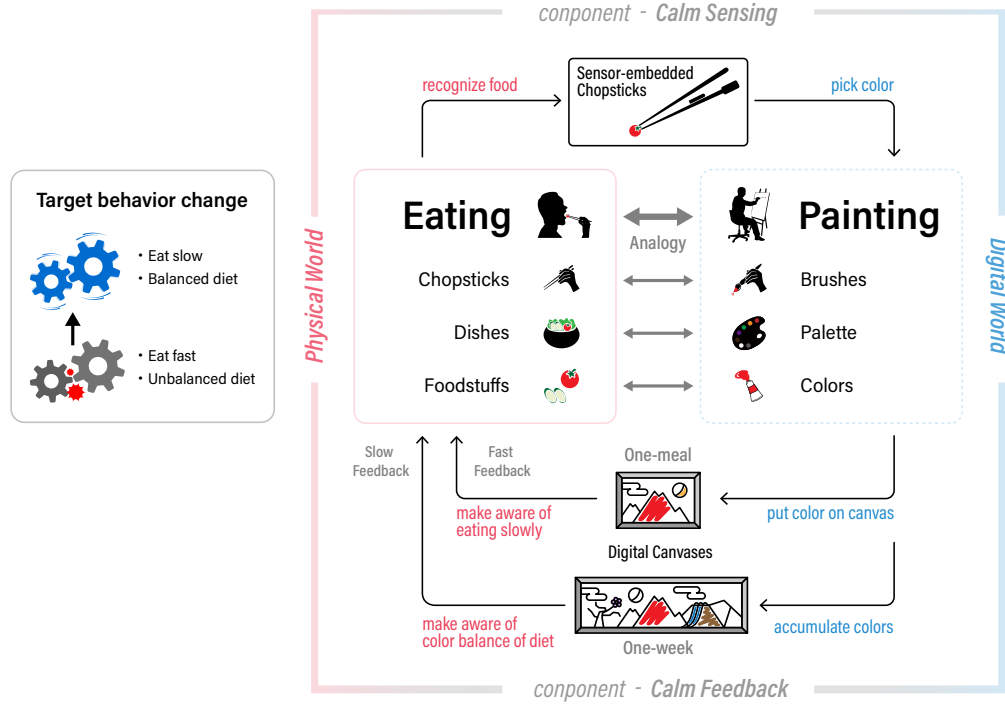 conponent - Calm Sensing
recognize food
Sensor-embedded
Chopsticks
pick color
Target behavior change
• Eat slow
• Balanced diet
• Eat fast
• Unbalanced diet
Physical World
Eating
Analogy
Painting
Chopsticks
Brushes
Dishes
Palette
Foodstuffs
Colors
Digital World
Slow
Feedback
Fast
Feedback
One-meal
make aware of
eating slowly
put color on canvas
Digital Canvases
make aware of
color balance of diet
One-week
accumulate colors
conponent - Calm Feedback